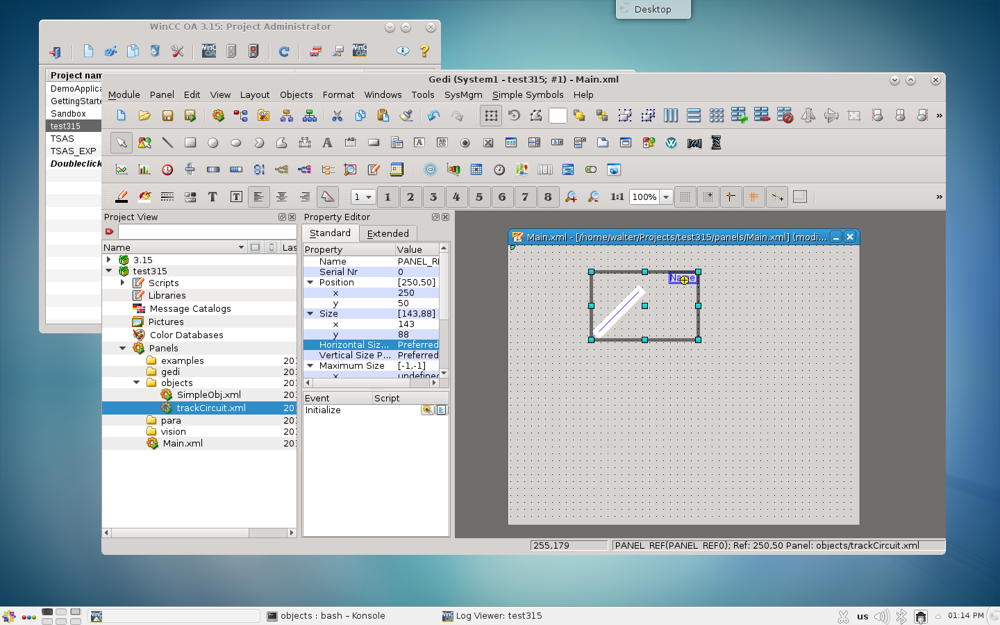 Desktop
WinCC OA 3.15: Project Administrator
Project nam
DemoApplica
GettingStarte
Sandbox
test315
TSAS
TSAS_EXP
Doubleclick
Gedi (System1 - test315; #1) - Main.xml
Module Panel Edit View Layout Objects Format Windows Tools SysMgm Simple Symbols Help
1 1 2 3 4 5 6 7 8 1:1 100%
Project View
Name Las
3.15
test315
Scripts
Libraries
Message Catalogs
Pictures
Color Databases
Panels
examples 20
gedi 20
objects 20
SimpleObj.xml 20
trackCircuit.xml 20
para 20
vision 20
Main.xml 20
Property Editor
Standard Extended
Property Value
Name PANEL_RE
Serial Nr 0
Position [250,50]
x 250
y 50
Size [143,88]
x 143
y 88
Horizontal Siz... Preferred
Vertical Size P... Preferred
Maximum Size [-1,-1]
x undefined
Event Script
Initialize
Main.xml - [/home/walter/Projects/test315/panels/Main.xml] (modi...
Name
255,179
PANEL_REF(PANEL_REF0); Ref: 250,50 Panel: objects/trackCircuit.xml
objects : bash – Konsole
Log Viewer: test315
us
01:14 PM